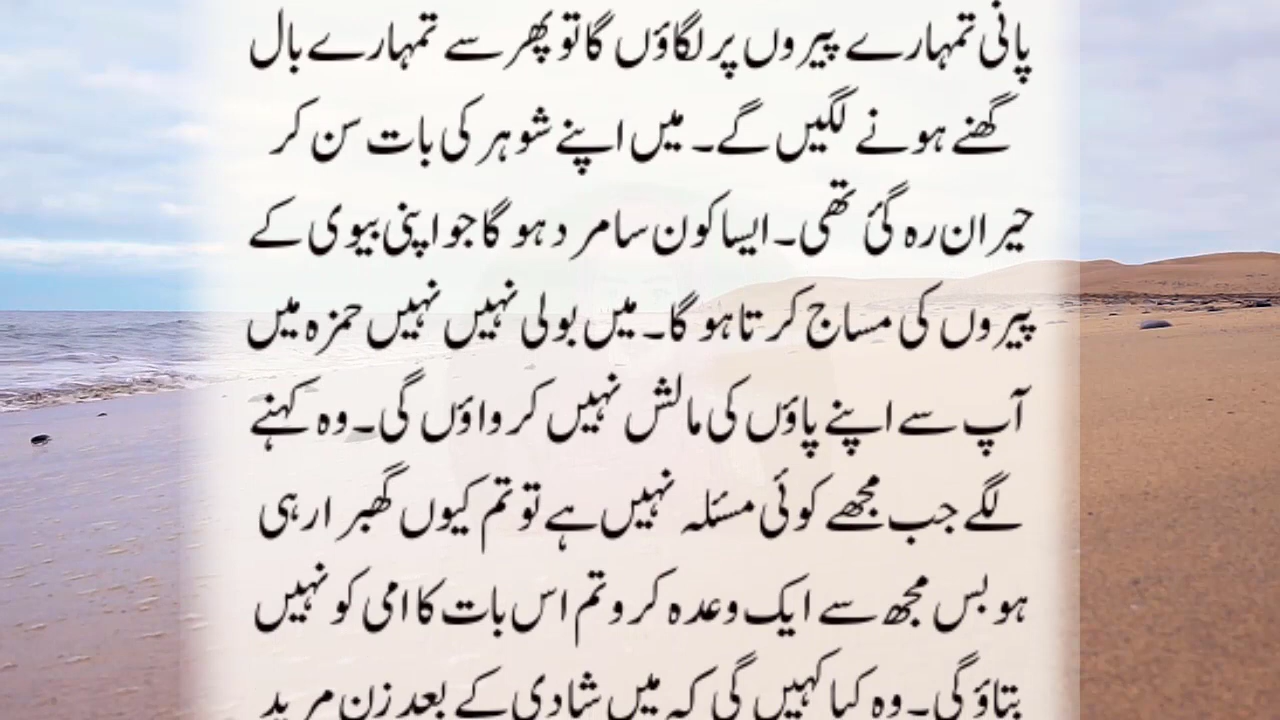 پانی تمہارے پیروں پر لگاؤں گا تو پھر سے تمہارے بال
گھنے ہونے لگیں گے۔ میں اپنے شوہر کی بات سن کر
حیران رہ گئی تھی۔ ایسا کون سا مرد ہو گا جو اپنی بیوی کے
پیروں کی مساج کرتا ہو گا۔ میں بولی نہیں نہیں حمزہ میں
آپ سے اپنے پاؤں کی مالش نہیں کرواؤں گی۔ وہ کہنے
لگے جب مجھے کوئی مسئلہ نہیں ہے تو تم کیوں گھبرا رہی
ہو بس مجھ سے ایک وعدہ کرو تم اس بات کا امی کو نہیں
بتاؤ گی۔ وہ کیا کہیں گی کہ میں شادی کے بعد زن مرید